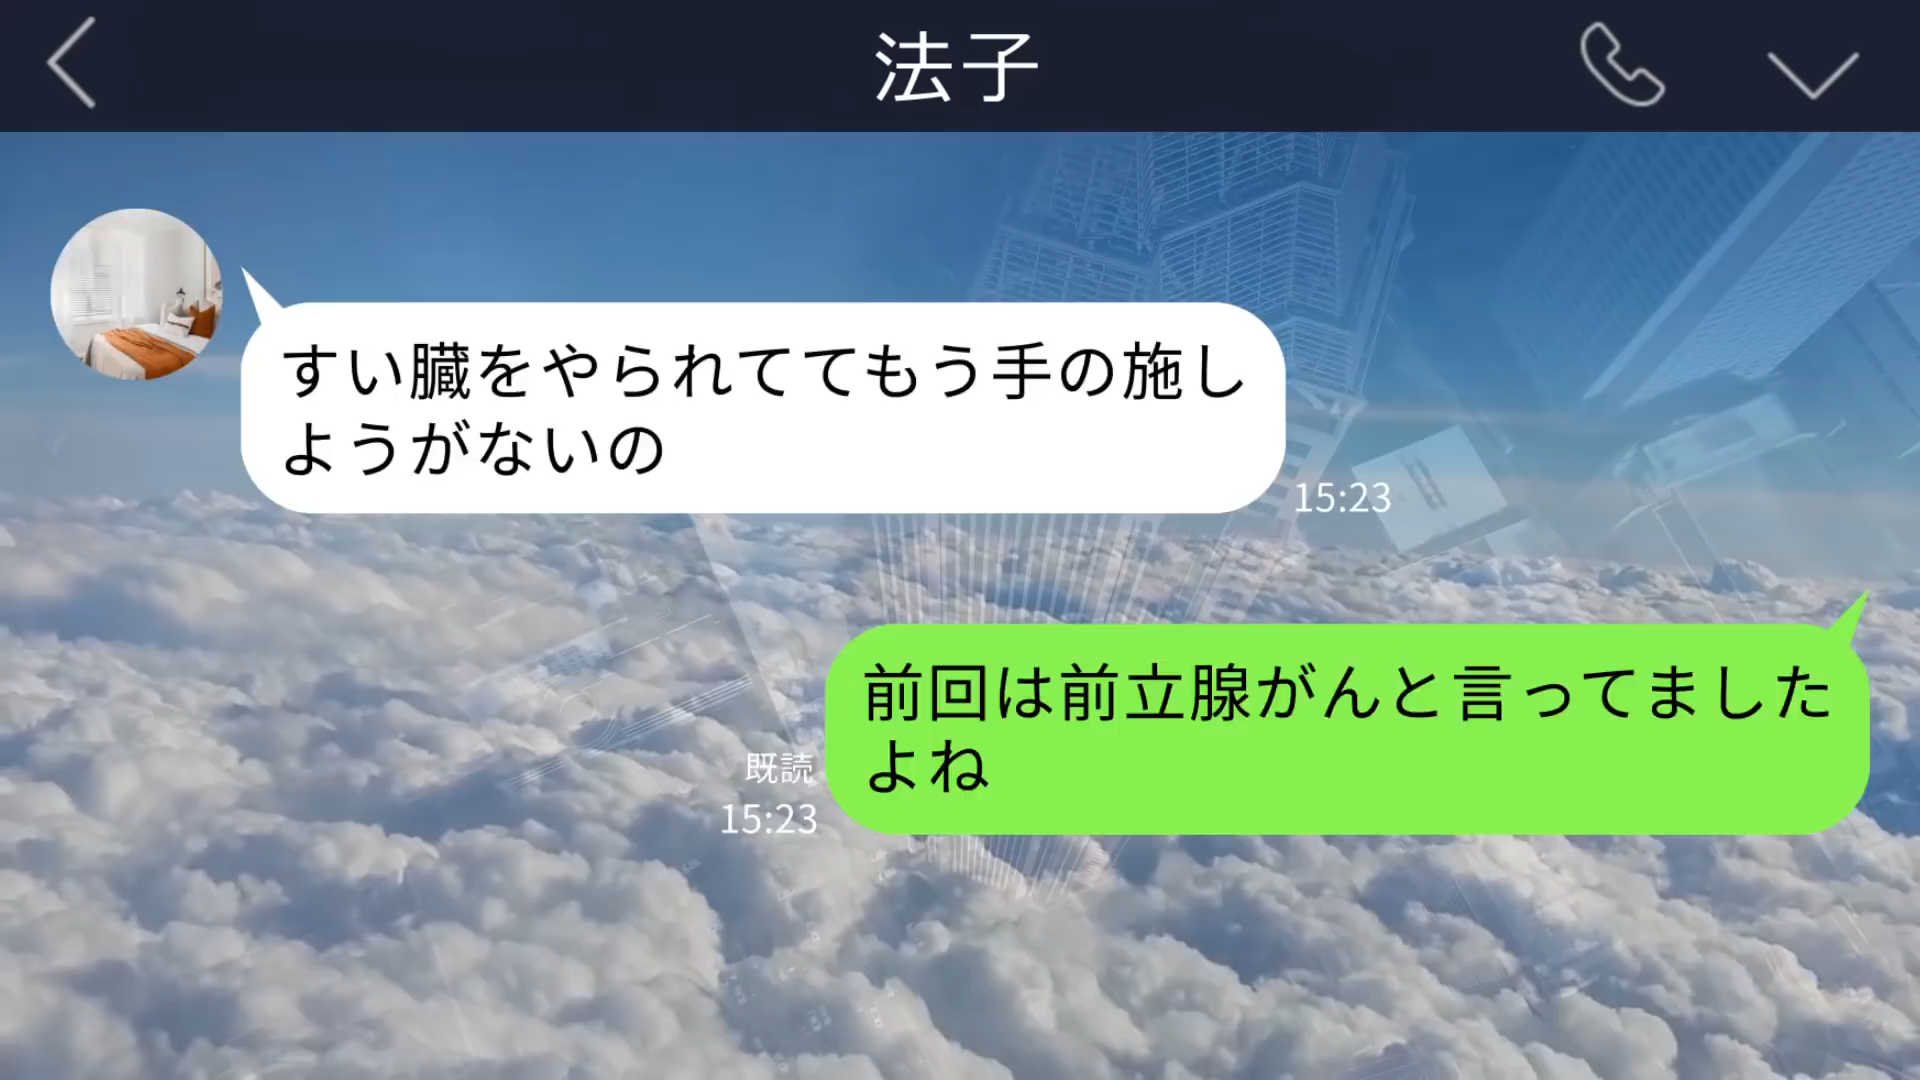 法子
すい臓をやられててもう手の施し
ようがないの
15:23
前回は前立腺がんと言ってました
よね
既読
15:23